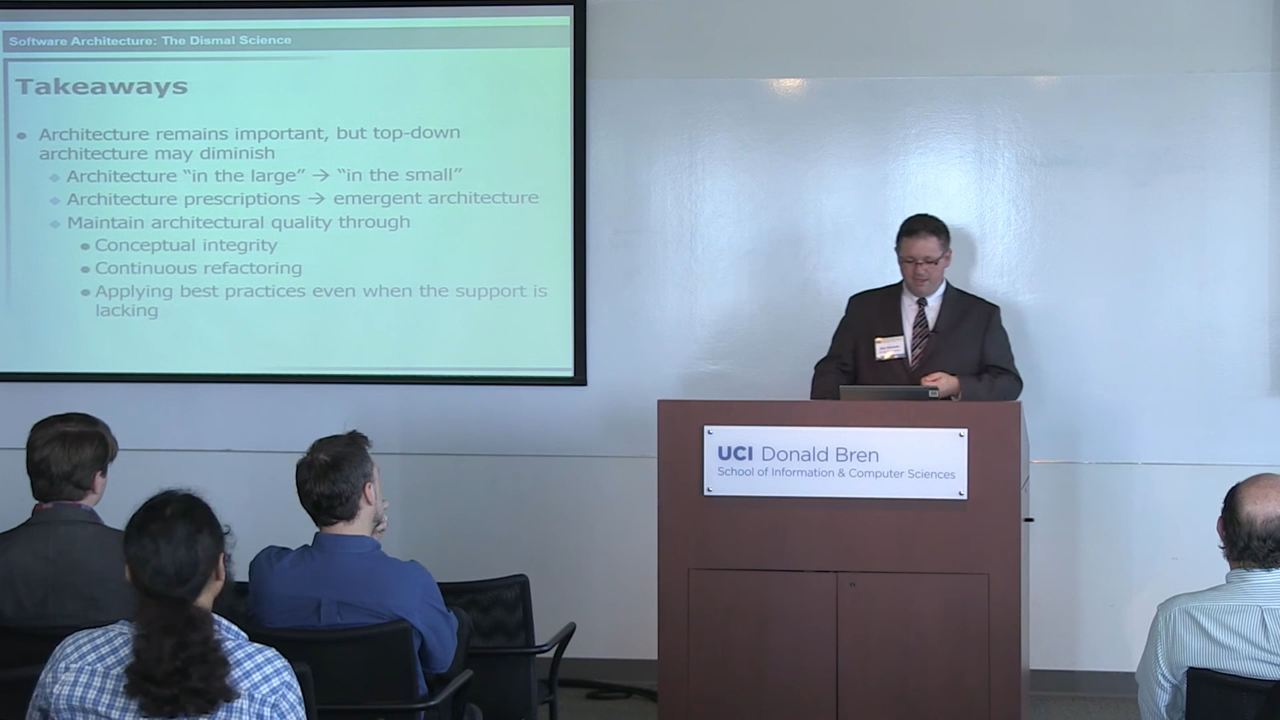 Software Architecture: The Dismal Science
Takeaways
Architecture remains important, but top-down
architecture may diminish
Architecture “in the large” → “in the small”
Architecture prescriptions → emergent architecture
Maintain architectural quality through
Conceptual integrity
Continuous refactoring
Applying best practices even when the support is
lacking
UCI Donald Bren
School of Information & Computer Sciences